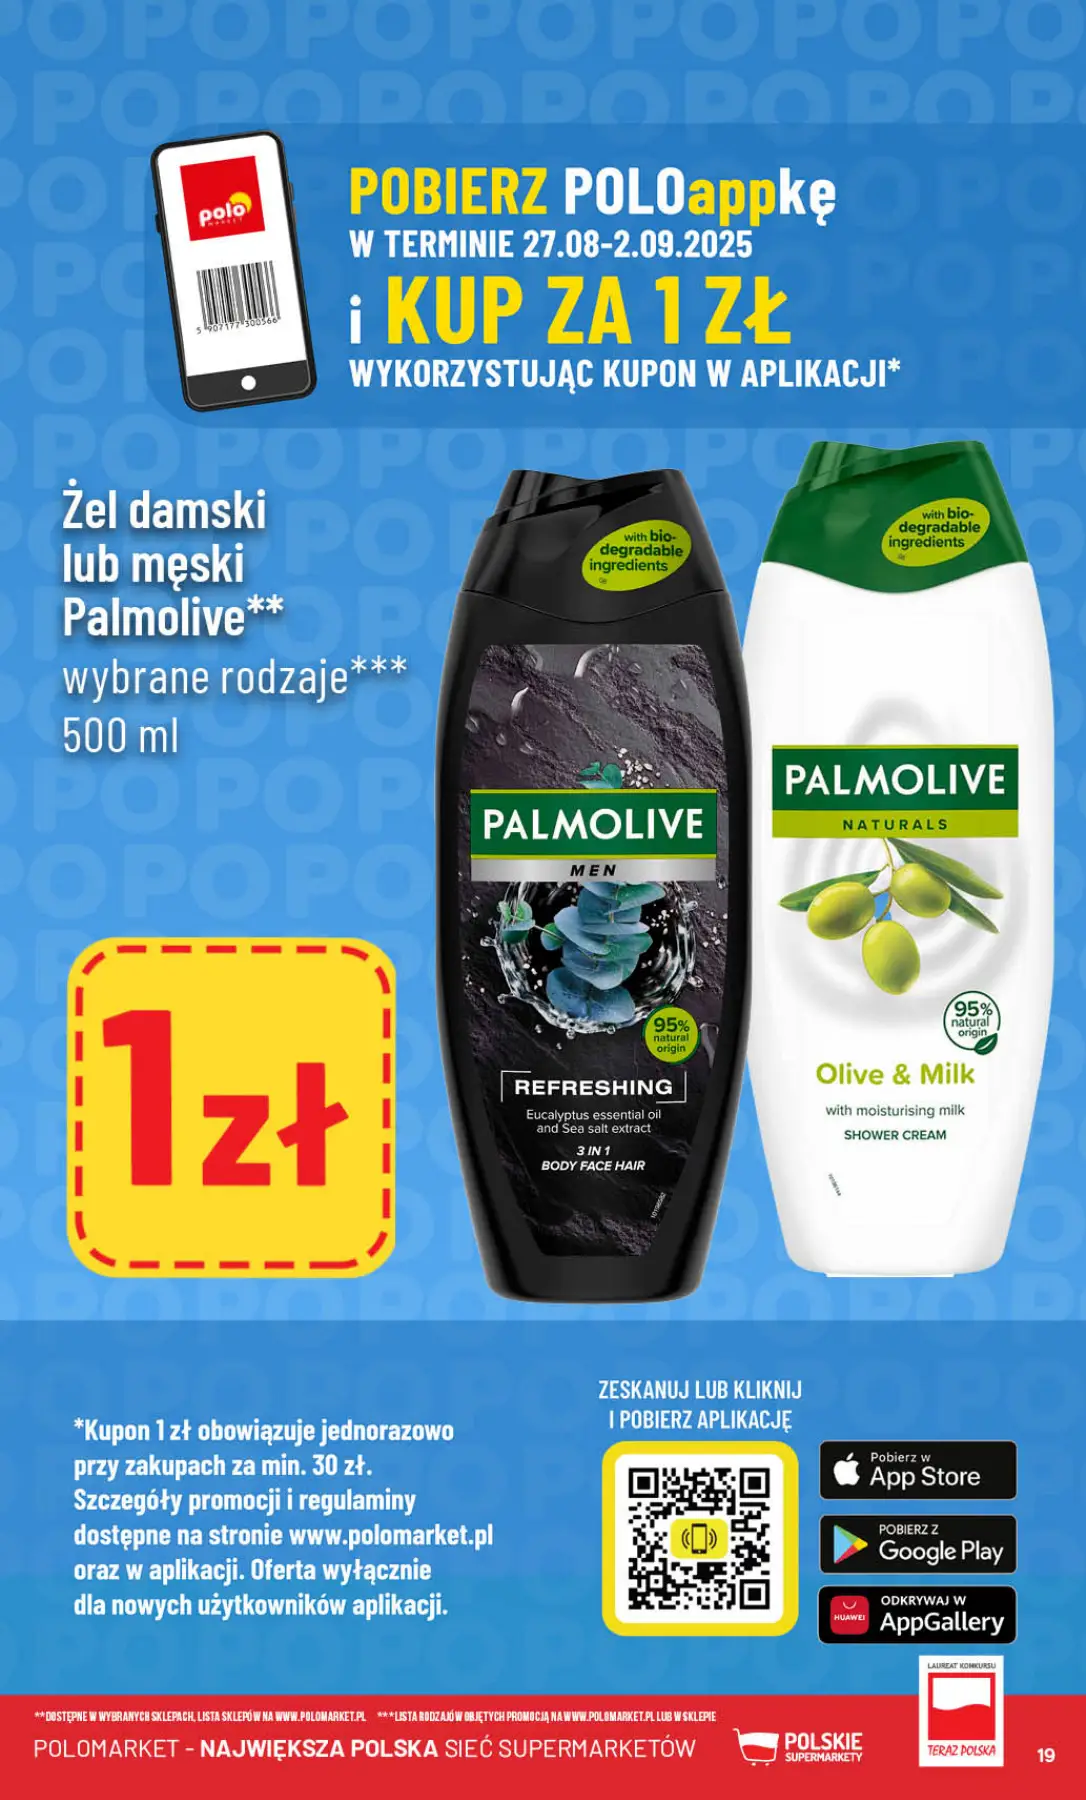 polo
MARKET
5 907177 300566
POBIERZ POLOappkę
W TERMINIE 27.08-2.09.2025
i KUP ZA 1 ZŁ
WYKORZYSTUJĄC KUPON W APLIKACJI*
Żel damski
lub męski
Palmolive**
wybrane rodzaje***
500 ml
1zł
with bio-
degradable
ingredients
PALMOLIVE
MEN
95%
natural
origin
REFRESHING
Eucalyptus essential oil
and Sea salt extract
3 IN 1
BODY FACE HAIR
with bio-
degradable
ingredients
PALMOLIVE
NATURALS
95%
natural
origin
Olive & Milk
with moisturising milk
SHOWER CREAM
*Kupon 1 zł obowiązuje jednorazowo
przy zakupach za min. 30 zł.
Szczegóły promocji i regulaminy
dostępne na stronie www.polomarket.pl
oraz w aplikacji. Oferta wyłącznie
dla nowych użytkowników aplikacji.
ZESKANUJ LUB KLIKNIJ
I POBIERZ APLIKACJĘ
Pobierz w
App Store
POBIERZ Z
Google Play
HUAWEI
ODKRYWAJ W
AppGallery
LAUREAT KONKURSU
TERAZ POLSKA
**DOSTĘPNE W WYBRANYCH SKLEPACH, LISTA SKLEPÓW NA WWW.POLOMARKET.PL ***LISTA RODZAJÓW OBJĘTYCH PROMOCJĄ NA WWW.POLOMARKET.PL LUB W SKLEPIE
POLOMARKET - NAJWIĘKSZA POLSKA SIEĆ SUPERMARKETÓW
POLSKIE
SUPERMARKETY
19